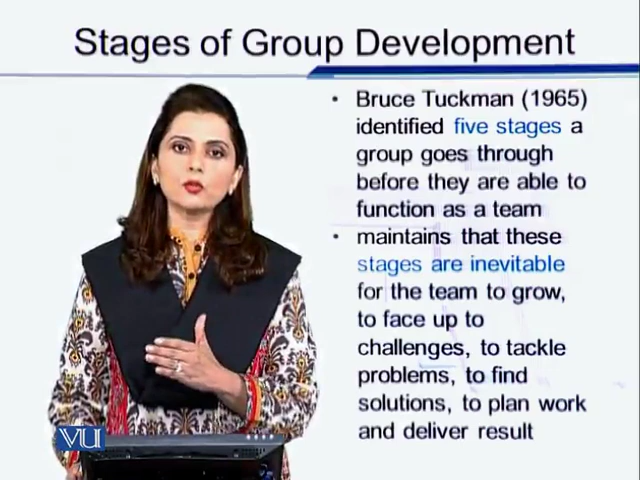 Stages of Group Development
• Bruce Tuckman (1965)
identified five stages a
group goes through
before they are able to
function as a team
• maintains that these
stages are inevitable
for the team to grow,
to face up to
challenges, to tackle
problems, to find
solutions, to plan work
and deliver result
VU